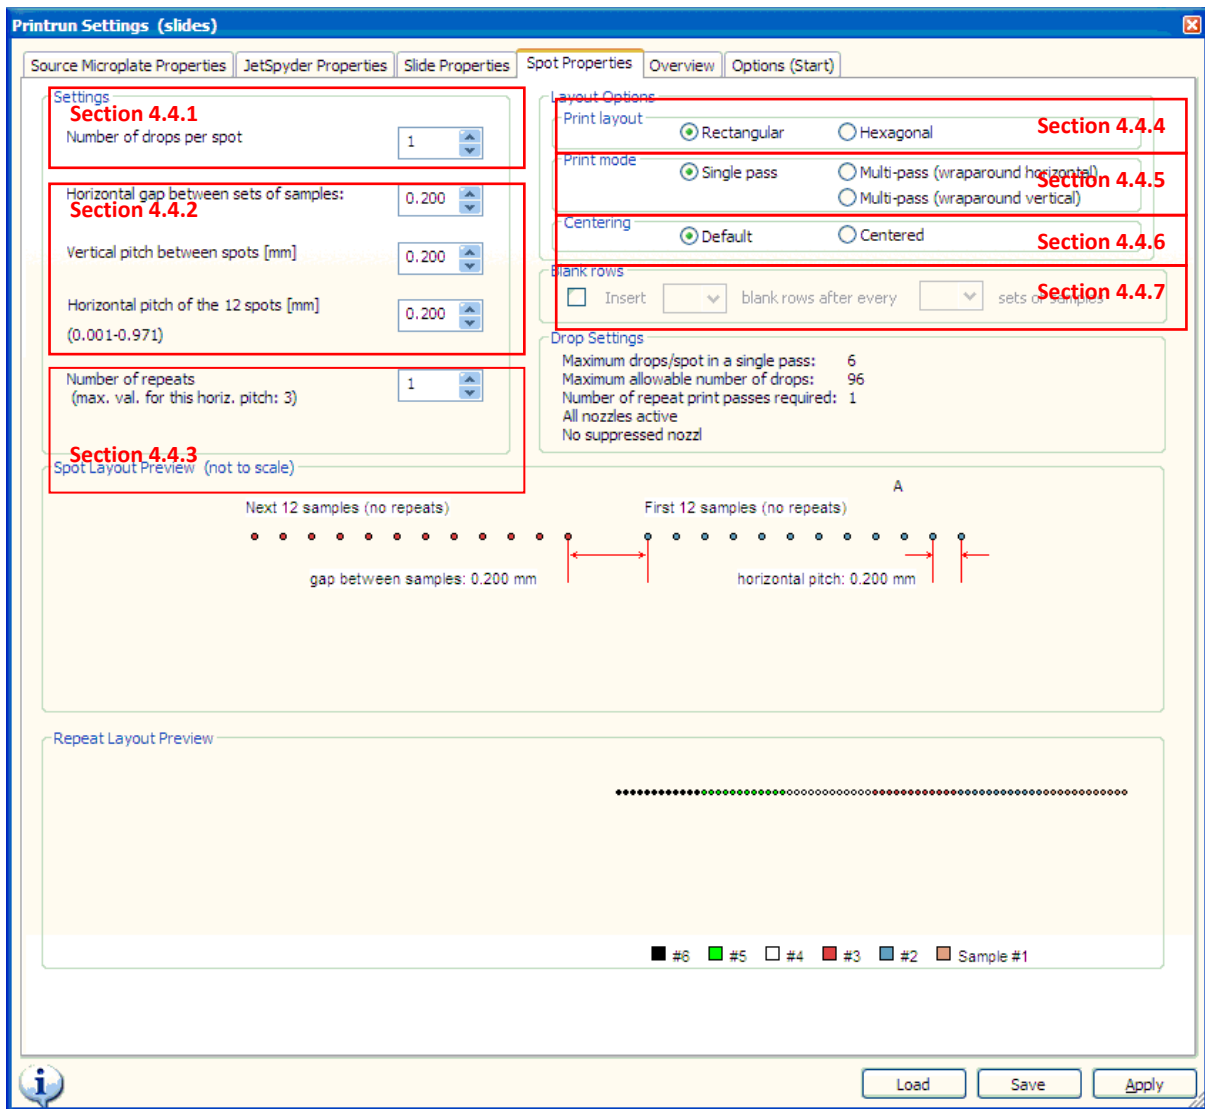 Printrun Settings (slides)
Source Microplate Properties
JetSpyder Properties
Slide Properties
Spot Properties
Overview
Options (Start)
Settings
Section 4.4.1
Number of drops per spot
1
Horizontal gap between sets of samples:
0.200
Section 4.4.2
Vertical pitch between spots [mm]
0.200
Horizontal pitch of the 12 spots [mm]
0.200
(0.001-0.971)
Number of repeats
1
(max. val. for this horiz. pitch: 3)
Section 4.4.3
Layout Options
Print layout
Rectangular
Hexagonal
Section 4.4.4
Print mode
Single pass
Multi-pass (wraparound horizontal)
Section 4.4.5
Multi-pass (wraparound vertical)
Centering
Default
Centered
Section 4.4.6
Blank rows
Section 4.4.7
Insert
blank rows after every
sets of samples
Drop Settings
Maximum drops/spot in a single pass: 6
Maximum allowable number of drops: 96
Number of repeat print passes required: 1
All nozzles active
No suppressed nozzl
Spot Layout Preview (not to scale)
A
Next 12 samples (no repeats)
First 12 samples (no repeats)
gap between samples: 0.200 mm
horizontal pitch: 0.200 mm
Repeat Layout Preview
#6 #5 #4 #3 #2 Sample #1
Load
Save
Apply